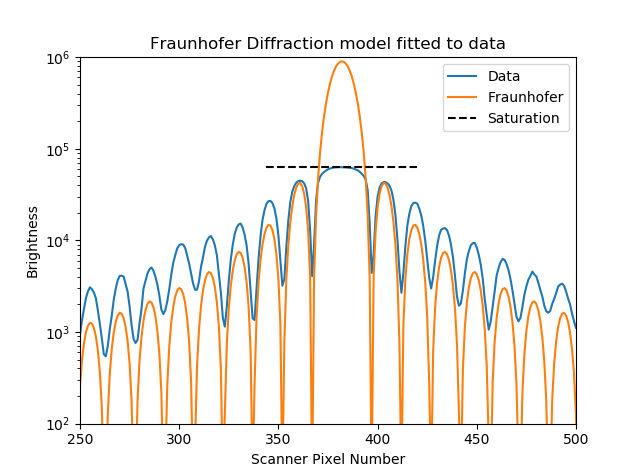 Fraunhofer Diffraction model fitted to data
Data
Fraunhofer
Saturation
10^6
10^5
10^4
10^3
10^2
Brightness
250 300 350 400 450 500
Scanner Pixel Number